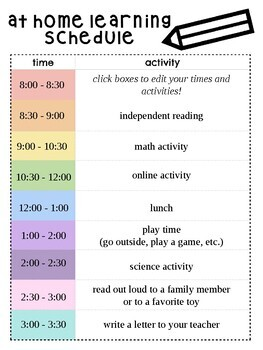 at home learning
schedule
time activity
8:00 - 8:30 click boxes to edit your times and
activities!
8:30 - 9:00 independent reading
9:00 - 10:30 math activity
10:30 - 12:00 online activity
12:00 - 1:00 lunch
1:00 - 2:00 play time
(go outside, play a game, etc.)
2:00 - 2:30 science activity
2:30 - 3:00 read out loud to a family member
or to a favorite toy
3:00 - 3:30 write a letter to your teacher